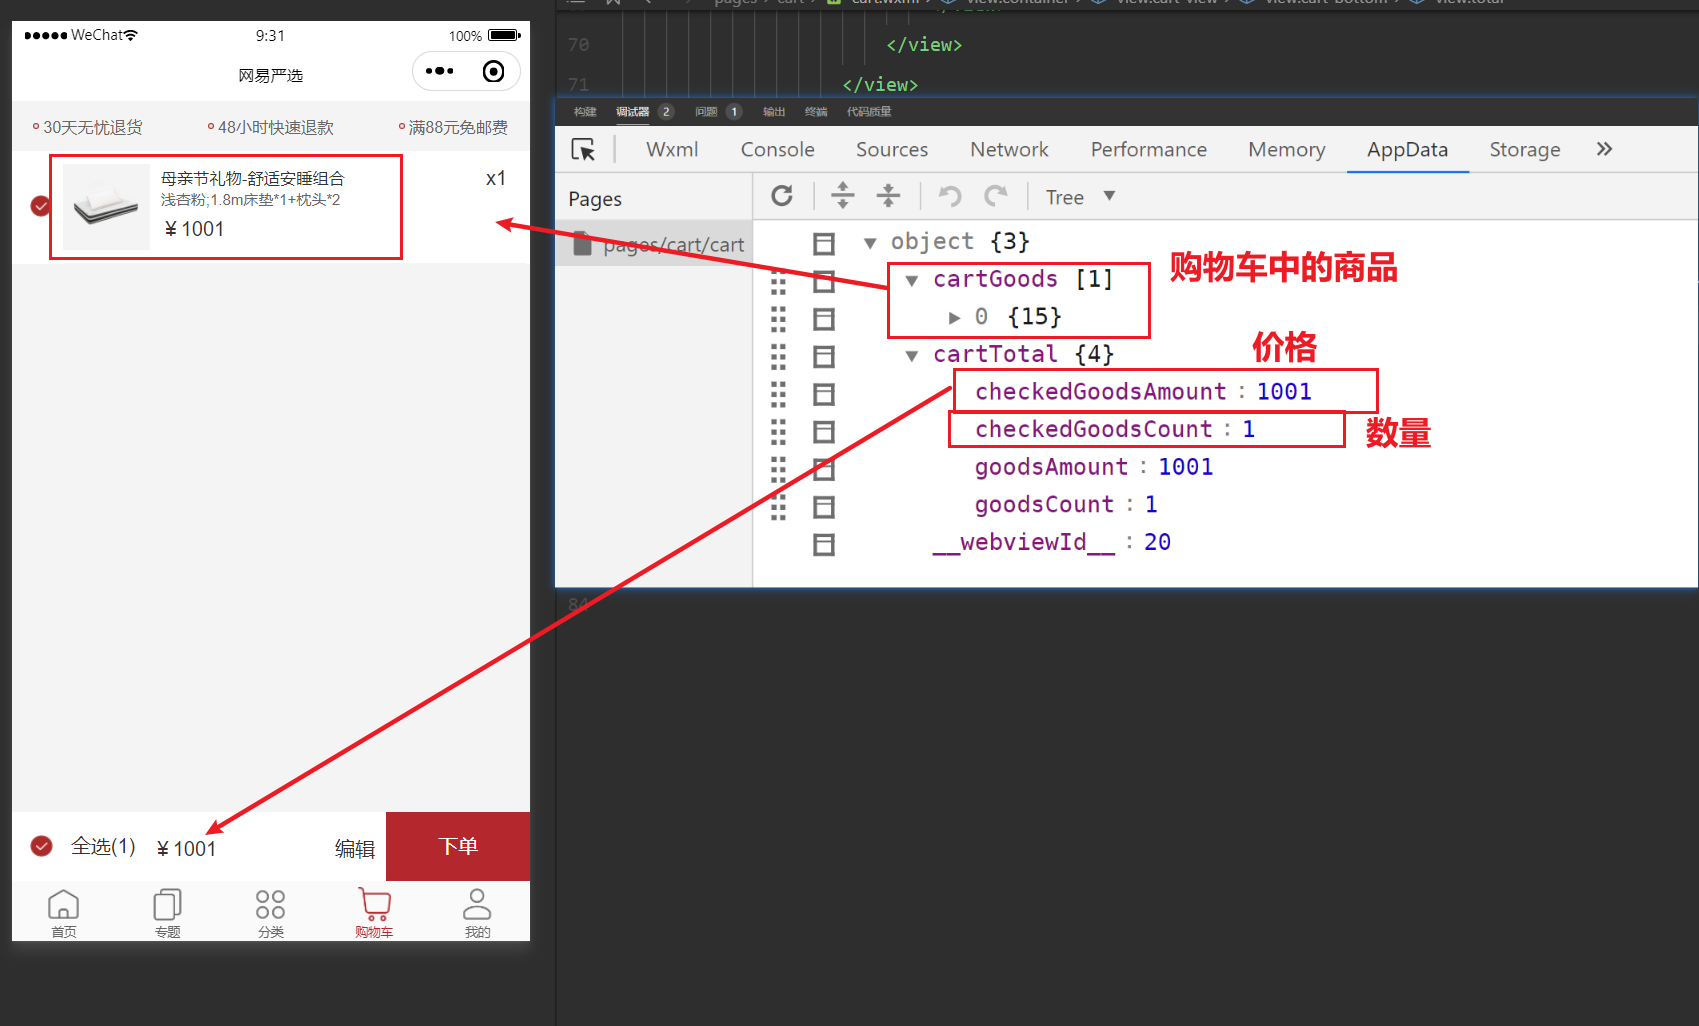 pages › cart › cart.wxml › view.container › view.cart-view › view.cart-bottom › view.total
●●●●● WeChat
9:31
100%
网易严选
30天无忧退货
48小时快速退款
满88元免邮费
母亲节礼物-舒适安睡组合
x1
浅杏粉;1.8m床垫*1+枕头*2
¥1001
全选(1)
¥1001
编辑
下单
首页
专题
分类
购物车
我的
70
</view>
71
</view>
构建
调试器
2
问题
1
输出
终端
代码质量
Wxml
Console
Sources
Network
Performance
Memory
AppData
Storage
Pages
Tree
pages/cart/cart
object {3}
cartGoods [1]
购物车中的商品
0 {15}
cartTotal {4}
价格
checkedGoodsAmount : 1001
checkedGoodsCount : 1
数量
goodsAmount : 1001
goodsCount : 1
__webviewId__ : 20
84